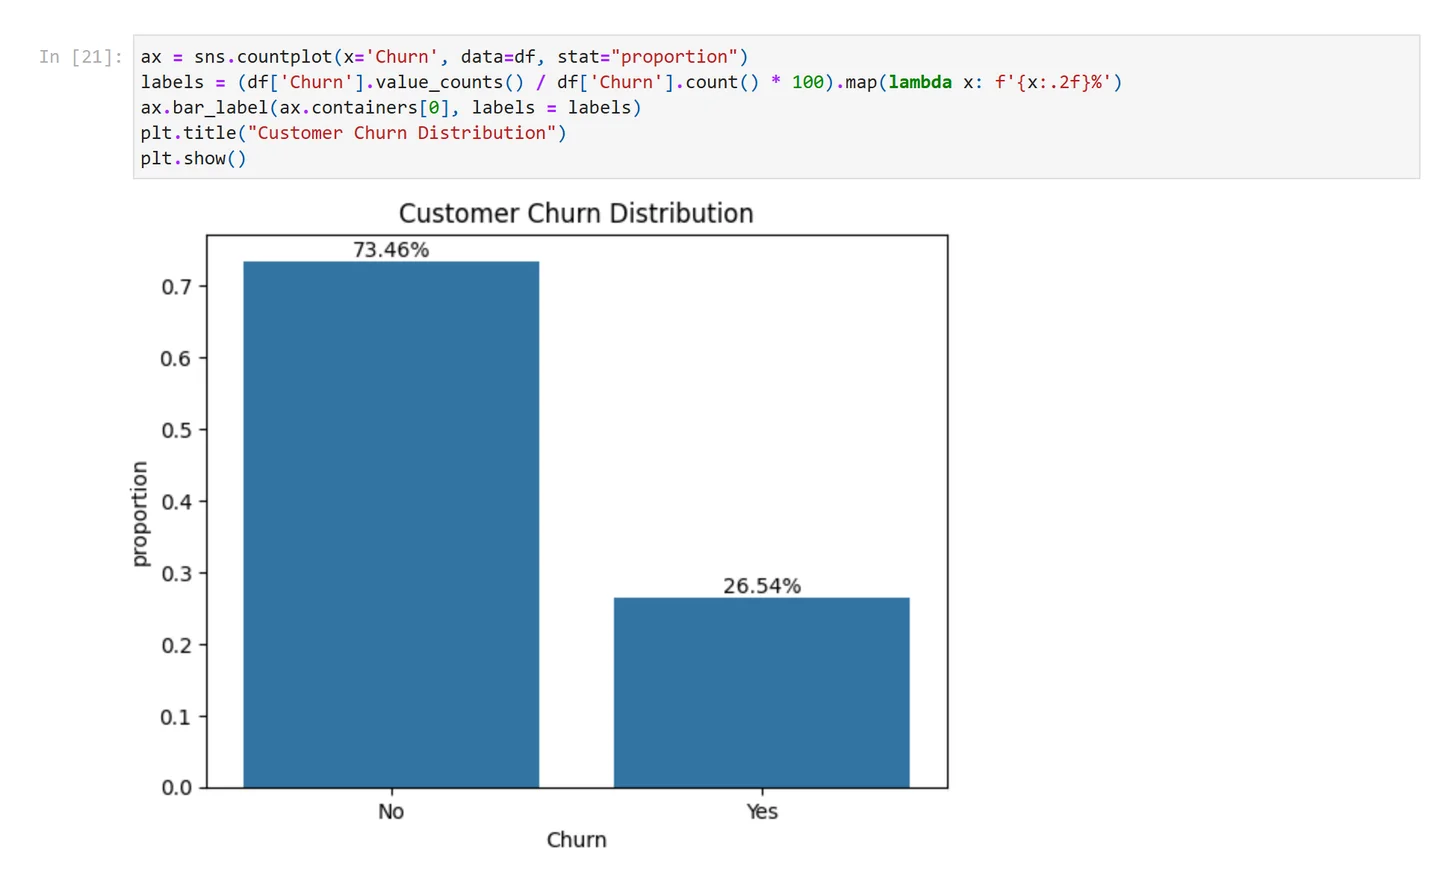 In [21]:
ax = sns.countplot(x='Churn', data=df, stat="proportion")
labels = (df['Churn'].value_counts() / df['Churn'].count() * 100).map(lambda x: f'{x:.2f}%')
ax.bar_label(ax.containers[0], labels = labels)
plt.title("Customer Churn Distribution")
plt.show()
Customer Churn Distribution
73.46%
26.54%
0.7
0.6
0.5
0.4
0.3
0.2
0.1
0.0
proportion
No
Yes
Churn